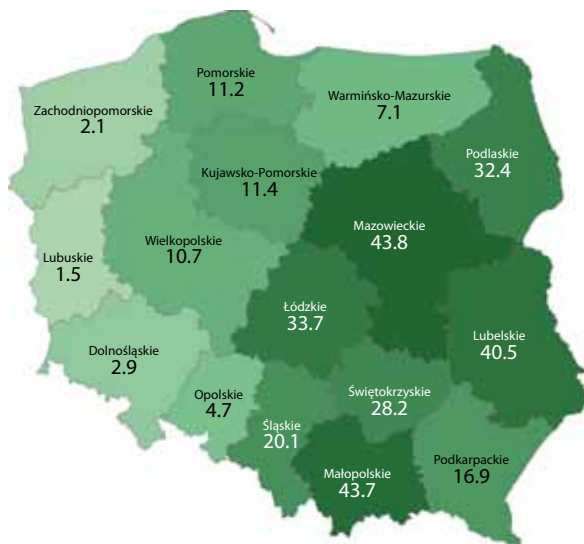 Pomorskie
11.2
Warmińsko-Mazurskie
7.1
Zachodniopomorskie
2.1
Podlaskie
32.4
Kujawsko-Pomorskie
11.4
Mazowieckie
43.8
Wielkopolskie
10.7
Lubuskie
1.5
Łódzkie
33.7
Lubelskie
40.5
Dolnośląskie
2.9
Opolskie
4.7
Świętokrzyskie
28.2
Śląskie
20.1
Podkarpackie
16.9
Małopolskie
43.7